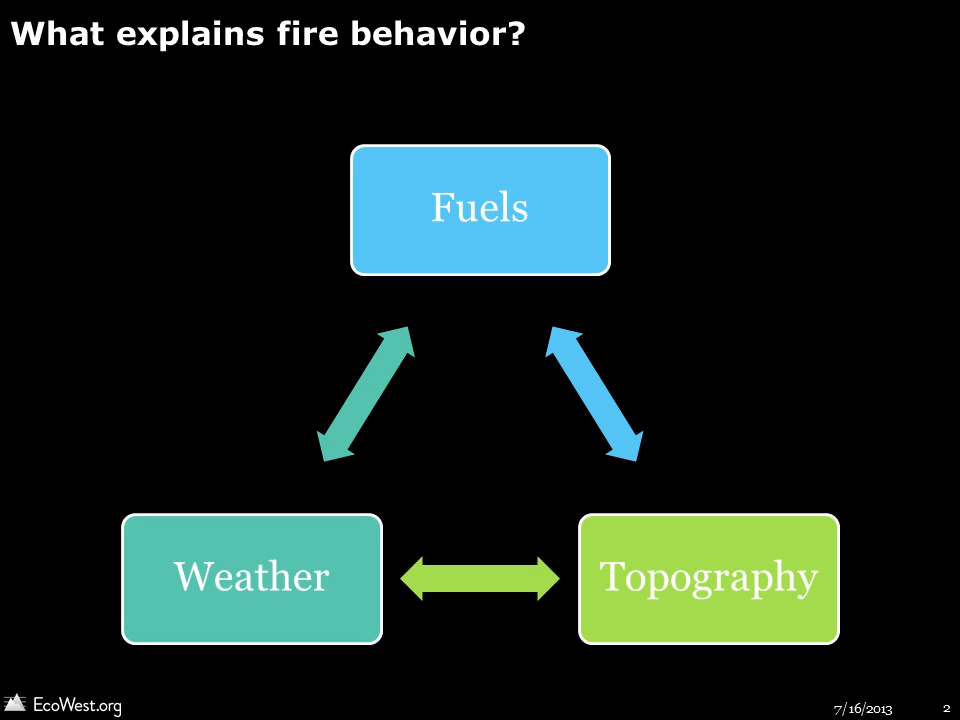 What explains fire behavior?
Fuels
Weather
Topography
EcoWest.org
7/16/2013
2